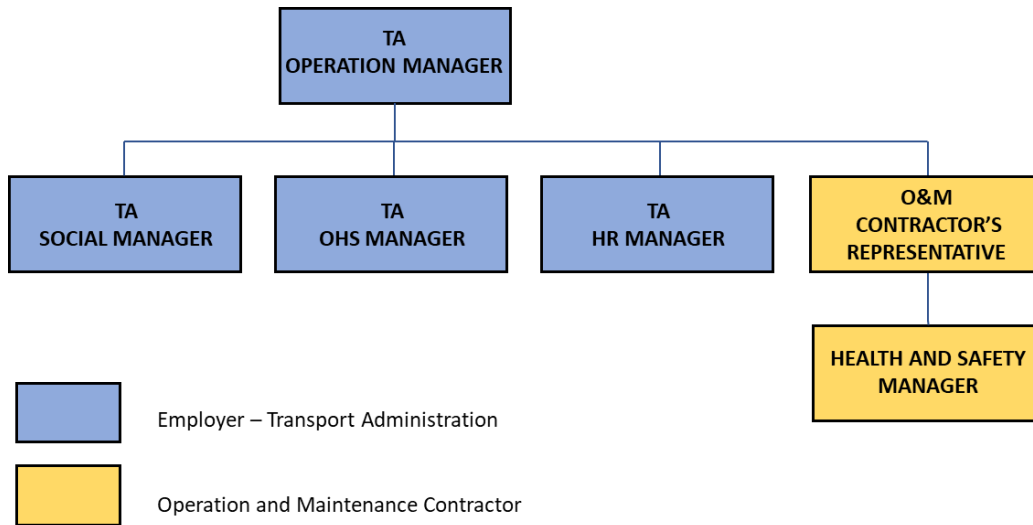 TA
OPERATION MANAGER
TA
SOCIAL MANAGER
TA
OHS MANAGER
TA
HR MANAGER
O&M
CONTRACTOR’S
REPRESENTATIVE
HEALTH AND SAFETY
MANAGER
Employer – Transport Administration
Operation and Maintenance Contractor